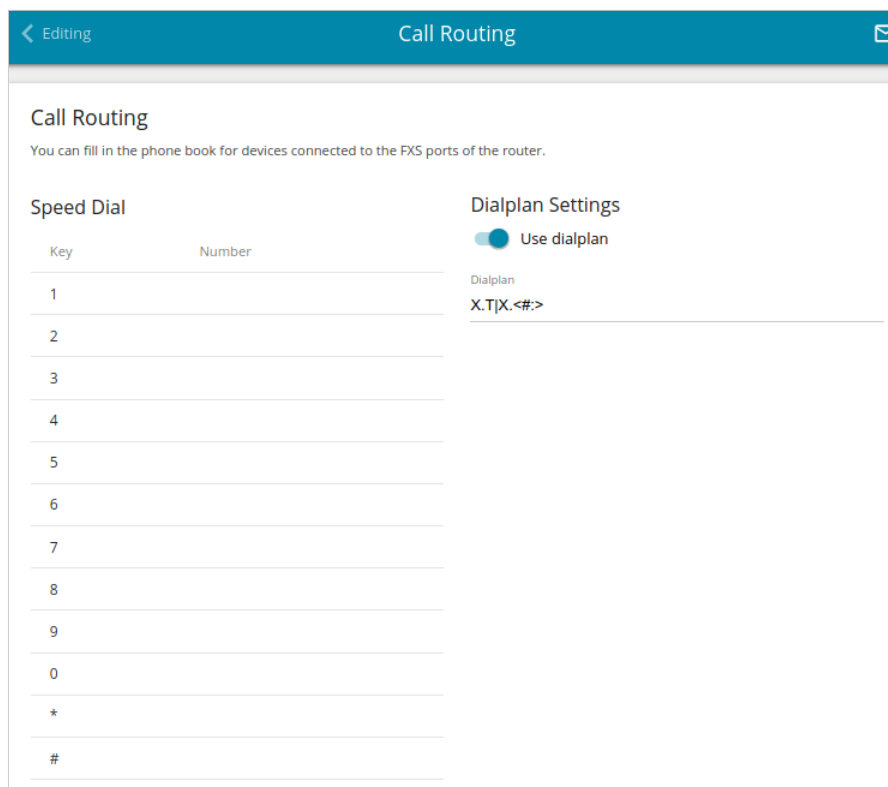 Editing
Call Routing
Call Routing
You can fill in the phone book for devices connected to the FXS ports of the router.
Speed Dial
Key Number
1
2
3
4
5
6
7
8
9
0
*
#
Dialplan Settings
Use dialplan
Dialplan
X.T|X.<#:>